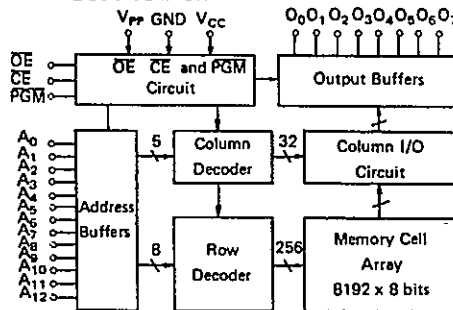 VPP GND VCC
O0 O1 O2 O3 O4 O5 O6 O7
OE
CE
PGM
OE CE and PGM
Circuit
Output Buffers
A0
A1
A2
A3
A4
A5
A6
A7
A8
A9
A10
A11
A12
Address
Buffers
5
Column
Decoder
32
Column I/O
Circuit
8
Row
Decoder
256
Memory Cell
Array
8192 x 8 bits